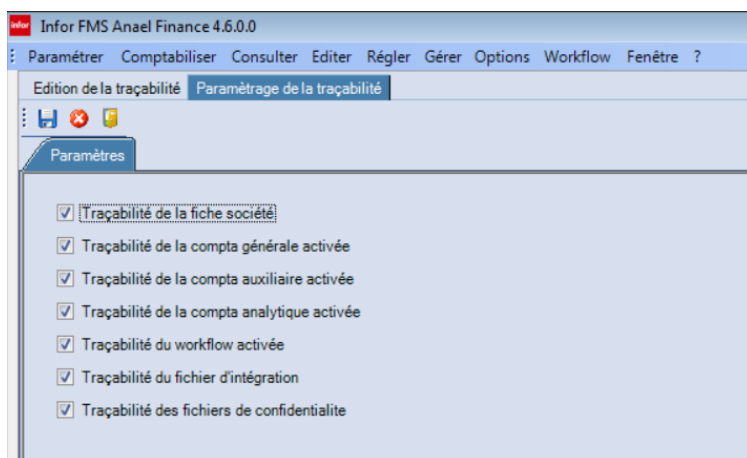 infor Infor FMS Anael Finance 4.6.0.0
Paramétrer Comptabiliser Consulter Editer Régler Gérer Options Workflow Fenêtre ?
Edition de la traçabilité Paramètrage de la traçabilité
Paramètres
Traçabilité de la fiche société
Traçabilité de la compta générale activée
Traçabilité de la compta auxiliaire activée
Traçabilité de la compta analytique activée
Traçabilité du workflow activée
Traçabilité du fichier d'intégration
Traçabilité des fichiers de confidentialite